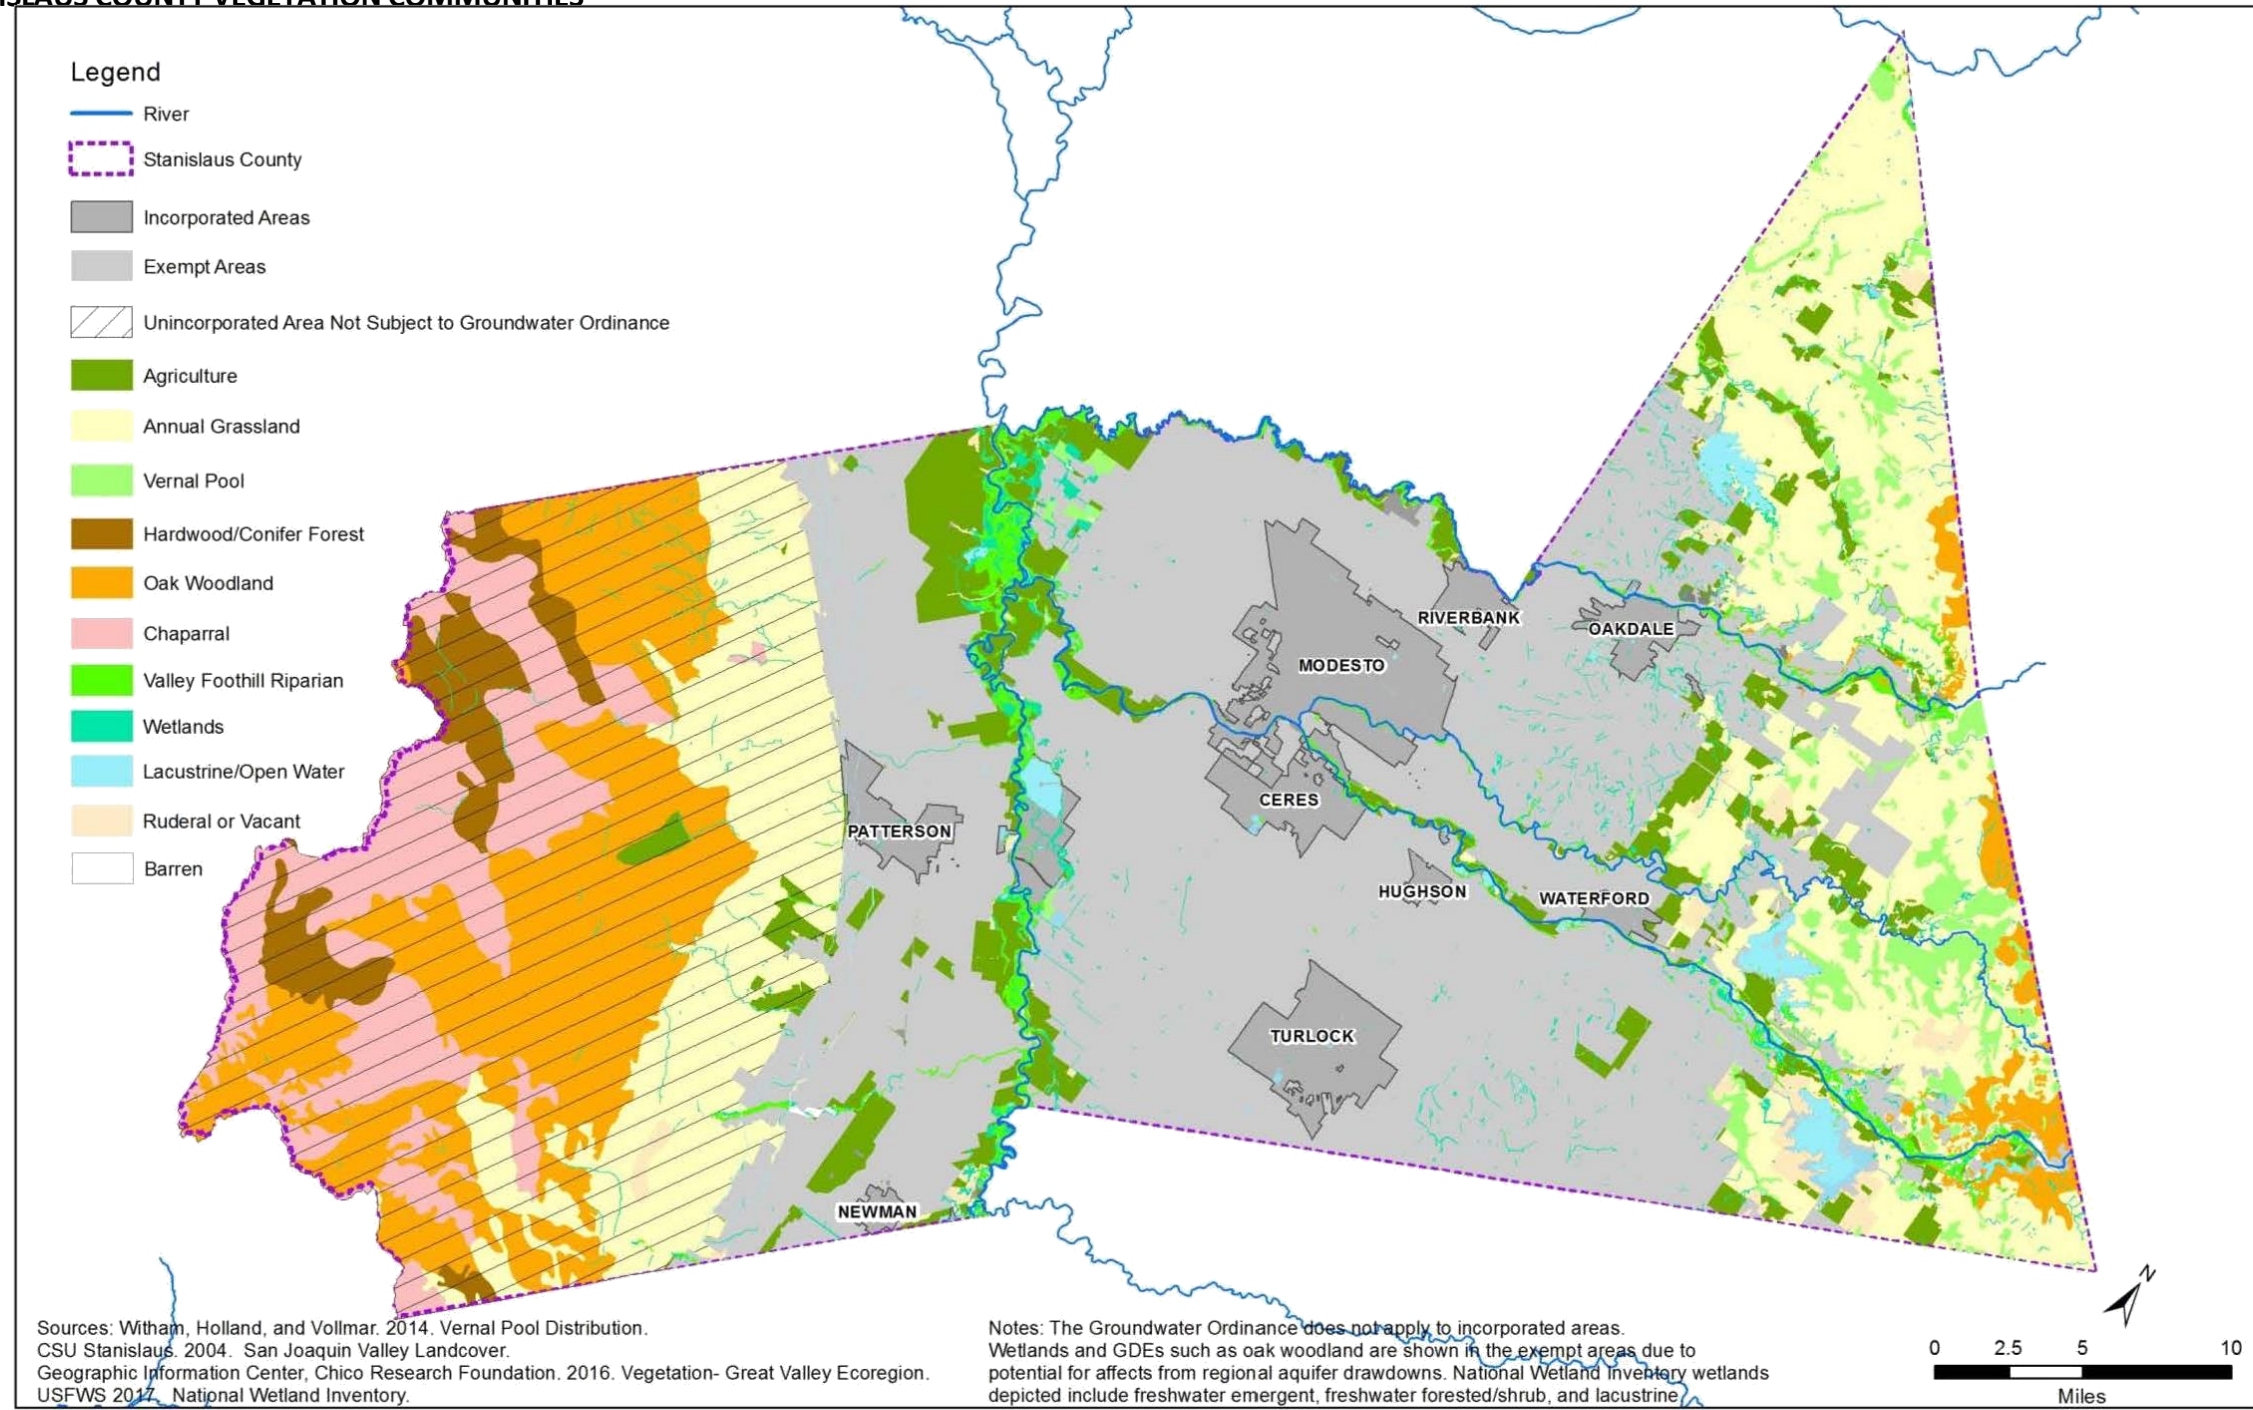 COUNTY VEGETATION COMMUNITIES
Legend
River
Stanislaus County
Incorporated Areas
Exempt Areas
Unincorporated Area Not Subject to Groundwater Ordinance
Agriculture
Annual Grassland
Vernal Pool
Hardwood/Conifer Forest
Oak Woodland
Chaparral
Valley Foothill Riparian
Wetlands
Lacustrine/Open Water
Ruderal or Vacant
Barren
RIVERBANK
OAKDALE
MODESTO
CERES
PATTERSON
HUGHSON
WATERFORD
TURLOCK
NEWMAN
N
Sources: Witham, Holland, and Vollmar. 2014. Vernal Pool Distribution.
CSU Stanislaus. 2004. San Joaquin Valley Landcover.
Geographic Information Center, Chico Research Foundation. 2016. Vegetation- Great Valley Ecoregion.
USFWS 2017. National Wetland Inventory.
Notes: The Groundwater Ordinance does not apply to incorporated areas.
Wetlands and GDEs such as oak woodland are shown in the exempt areas due to
potential for affects from regional aquifer drawdowns. National Wetland Inventory wetlands
depicted include freshwater emergent, freshwater forested/shrub, and lacustrine
0 2.5 5 10
Miles